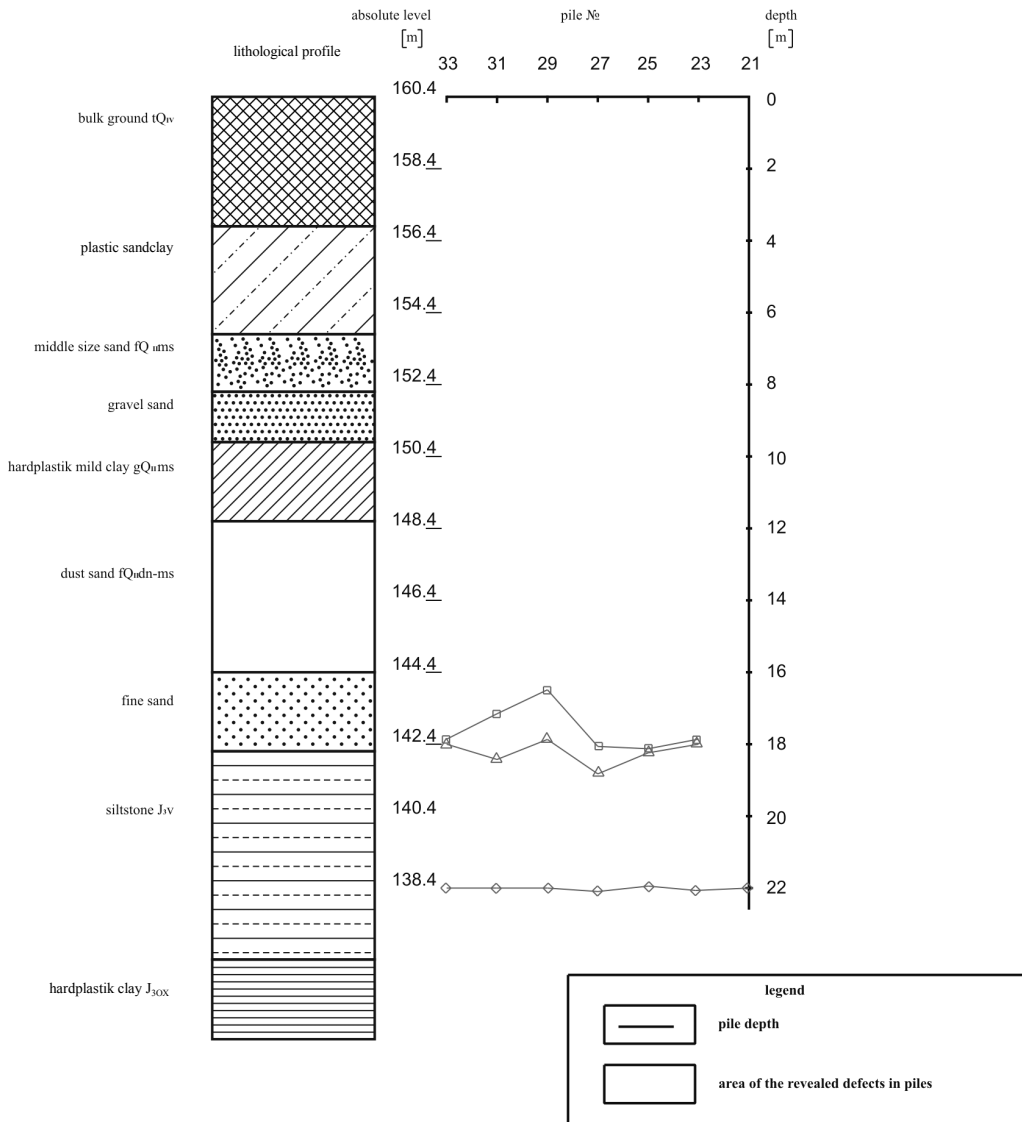 absolute level pile № depth
[m] [m]
lithological profile
33 31 29 27 25 23 21
160.4 0
bulk ground tQIV
158.4 2
156.4 4
plastic sandclay
154.4 6
middle size sand fQ IIms
152.4 8
gravel sand
150.4 10
hardplastik mild clay gQIIms
148.4 12
dust sand fQIIdn-ms
146.4 14
144.4 16
fine sand
142.4 18
siltstone J3V
140.4 20
138.4 22
hardplastik clay J3OX
legend
pile depth
area of the revealed defects in piles